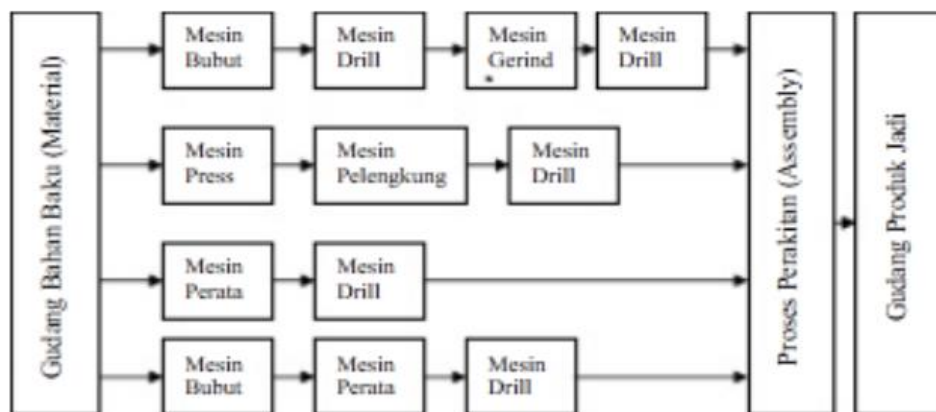 Gudang Bahan Baku (Material)
Mesin
Bubut
Mesin
Drill
Mesin
Gerind
Mesin
Drill
Mesin
Press
Mesin
Pelengkung
Mesin
Drill
Mesin
Perata
Mesin
Drill
Mesin
Bubut
Mesin
Perata
Mesin
Drill
Proses Perakitan (Assembly)
Gudang Produk Jadi